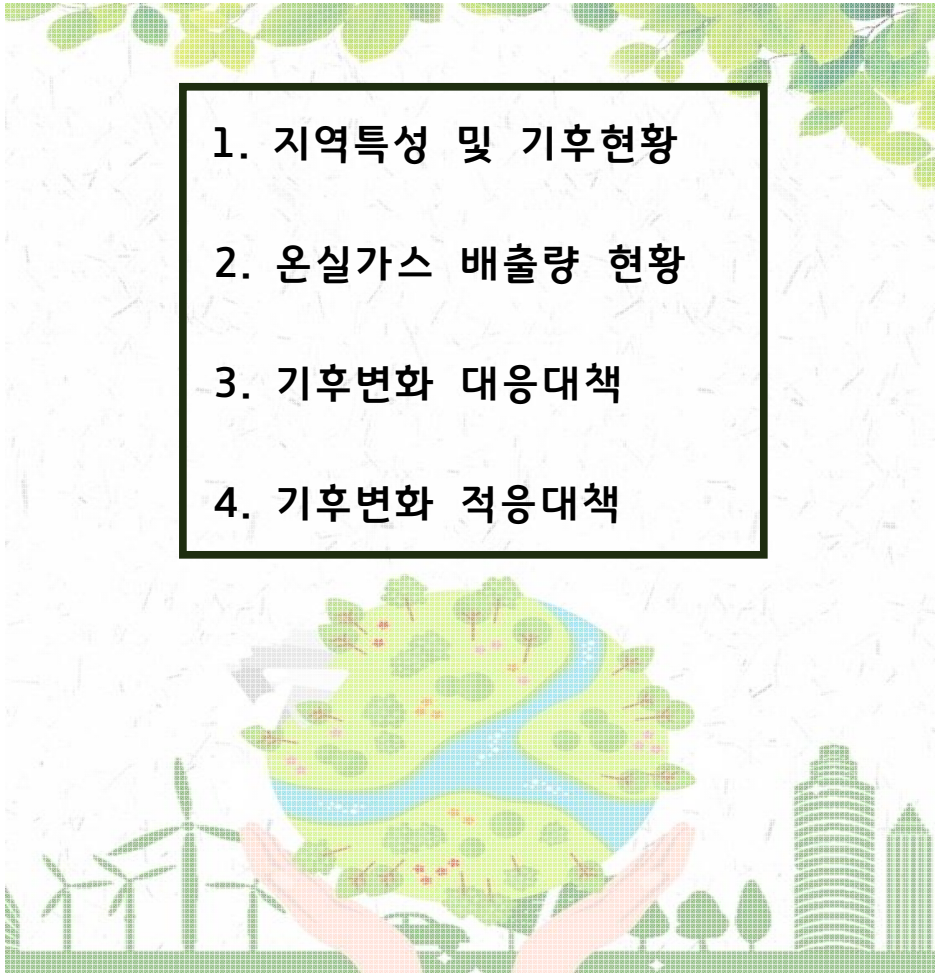 1. 지역특성 및 기후현황
2. 온실가스 배출량 현황
3. 기후변화 대응대책
4. 기후변화 적응대책